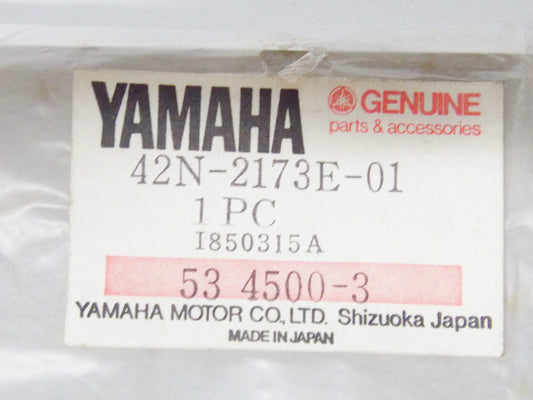 YAMAHA GENUINE
parts & accessories
42N-2173E-01
1 PC
I850315A
53 4500-3
YAMAHA MOTOR CO., LTD. Shizuoka Japan
MADE IN JAPAN